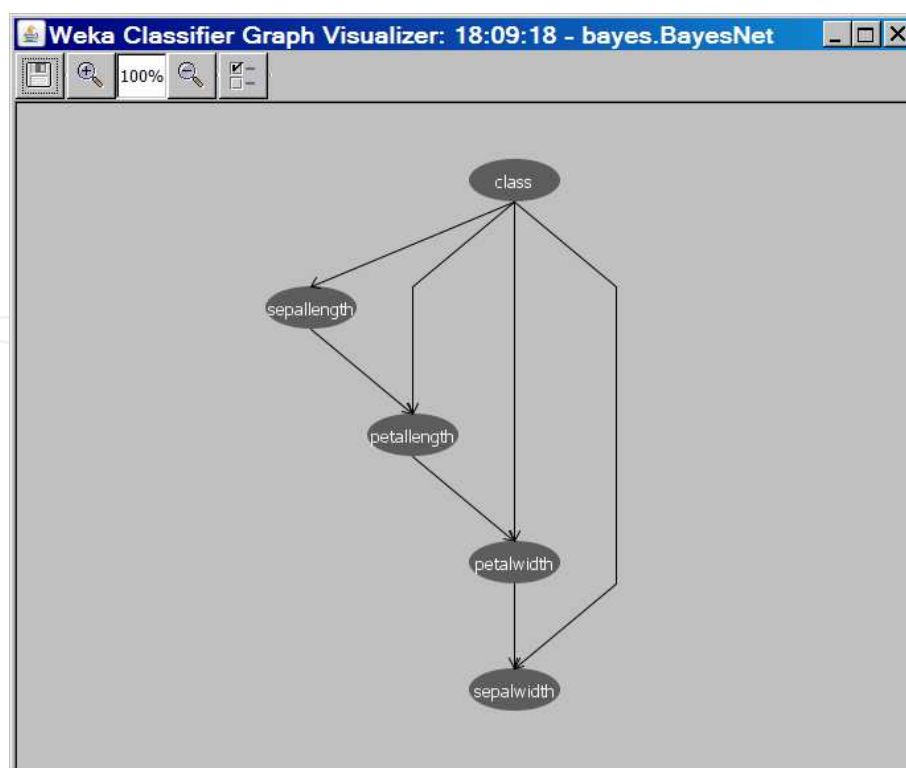 Weka Classifier Graph Visualizer: 18:09:18 - bayes.BayesNet
100%
class
sepallength
petallength
petalwidth
sepalwidth